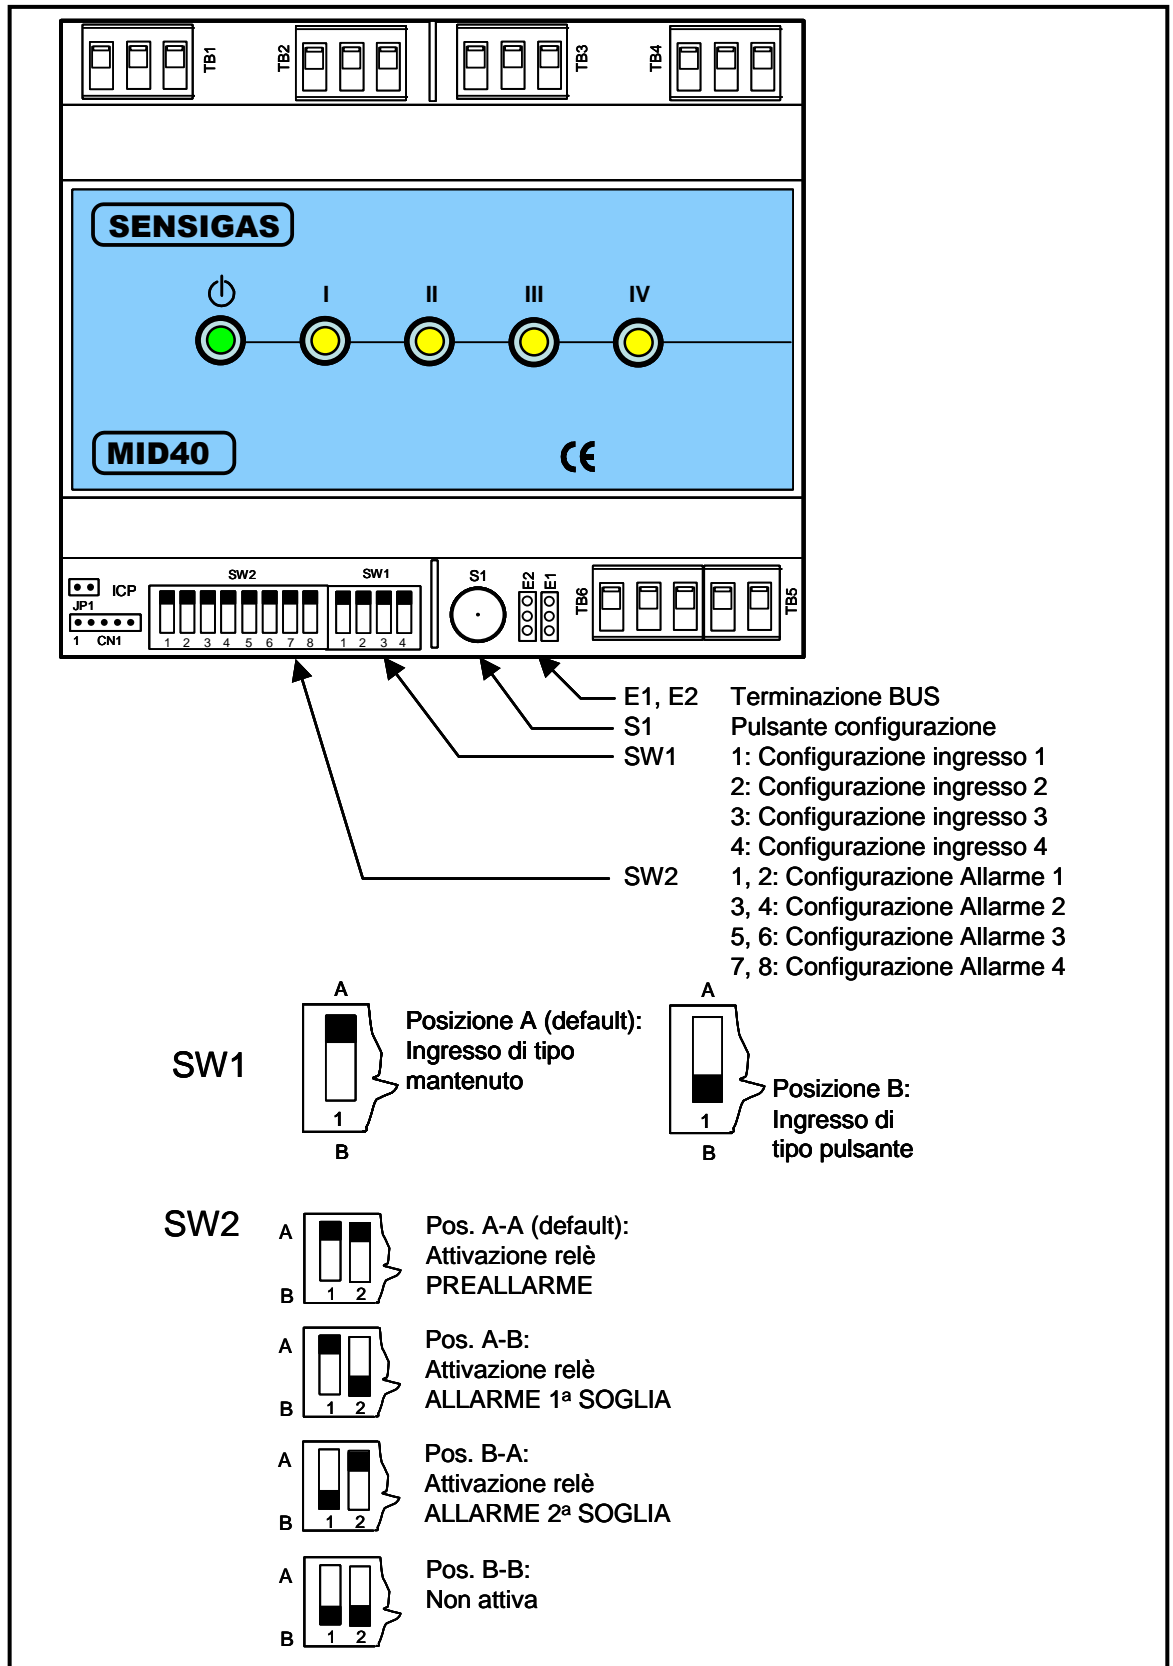 TB1 TB2 TB3 TB4
SENSIGAS
I II III IV
MID40 CE
SW2 SW1 S1 E2 E1 TB6 TB5
ICP
JP1
1 CN1
1 2 3 4 5 6 7 8 1 2 3 4
E1, E2 Terminazione BUS
S1 Pulsante configurazione
SW1 1: Configurazione ingresso 1
2: Configurazione ingresso 2
3: Configurazione ingresso 3
4: Configurazione ingresso 4
SW2 1, 2: Configurazione Allarme 1
3, 4: Configurazione Allarme 2
5, 6: Configurazione Allarme 3
7, 8: Configurazione Allarme 4
SW1
A
1
B
Posizione A (default):
Ingresso di tipo
mantenuto
A
1
B
Posizione B:
Ingresso di
tipo pulsante
SW2
A
B 1 2
Pos. A-A (default):
Attivazione relè
PREALLARME
A
B 1 2
Pos. A-B:
Attivazione relè
ALLARME 1ª SOGLIA
A
B 1 2
Pos. B-A:
Attivazione relè
ALLARME 2ª SOGLIA
A
B 1 2
Pos. B-B:
Non attiva